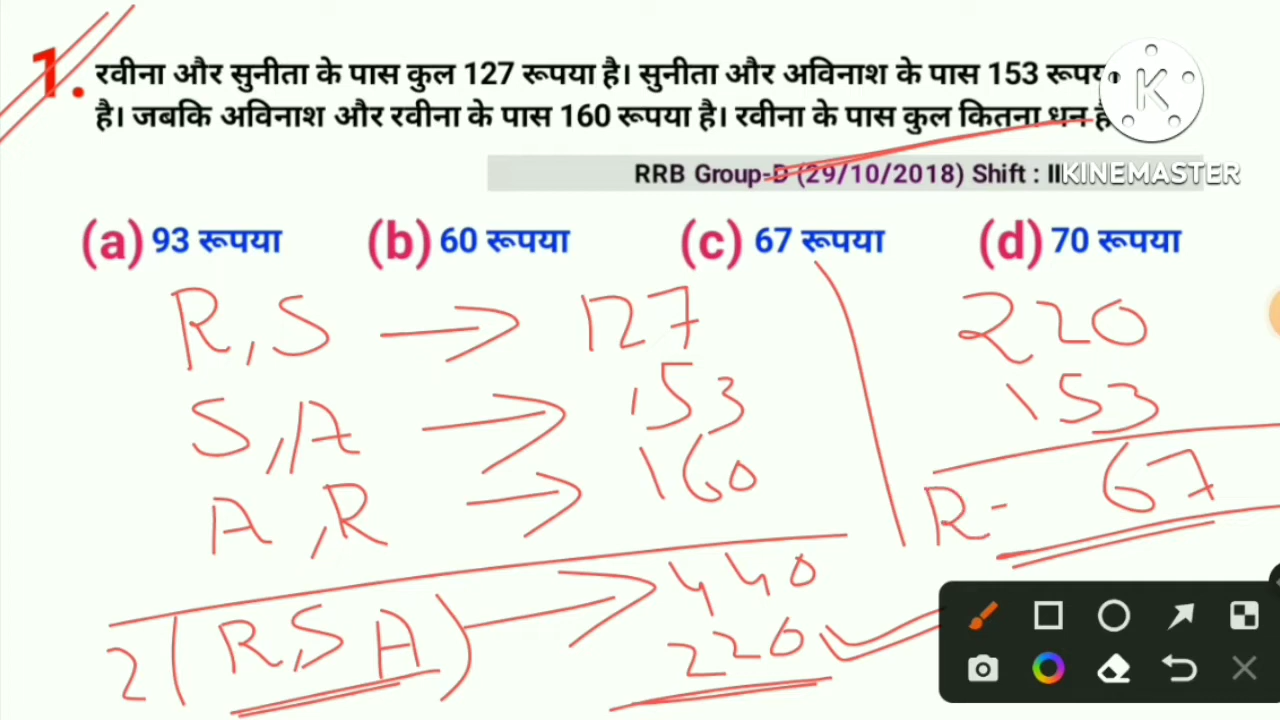 1. रवीना और सुनीता के पास कुल 127 रूपया है। सुनीता और अविनाश के पास 153 रूपया
है। जबकि अविनाश और रवीना के पास 160 रूपया है। रवीना के पास कुल कितना धन है
RRB Group-D (29/10/2018) Shift : II
K
KINEMASTER
(a) 93 रूपया (b) 60 रूपया (c) 67 रूपया (d) 70 रूपया
R, S → 127
S, A → 153
A, R → 160
2(R, S A) → 440
220
220
153
R - 67